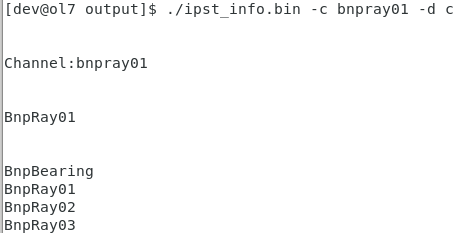 [dev@ol7 output]$ ./ipst_info.bin -c bnpray01 -d c
Channel:bnpray01
BnpRay01
BnpBearing
BnpRay01
BnpRay02
BnpRay03